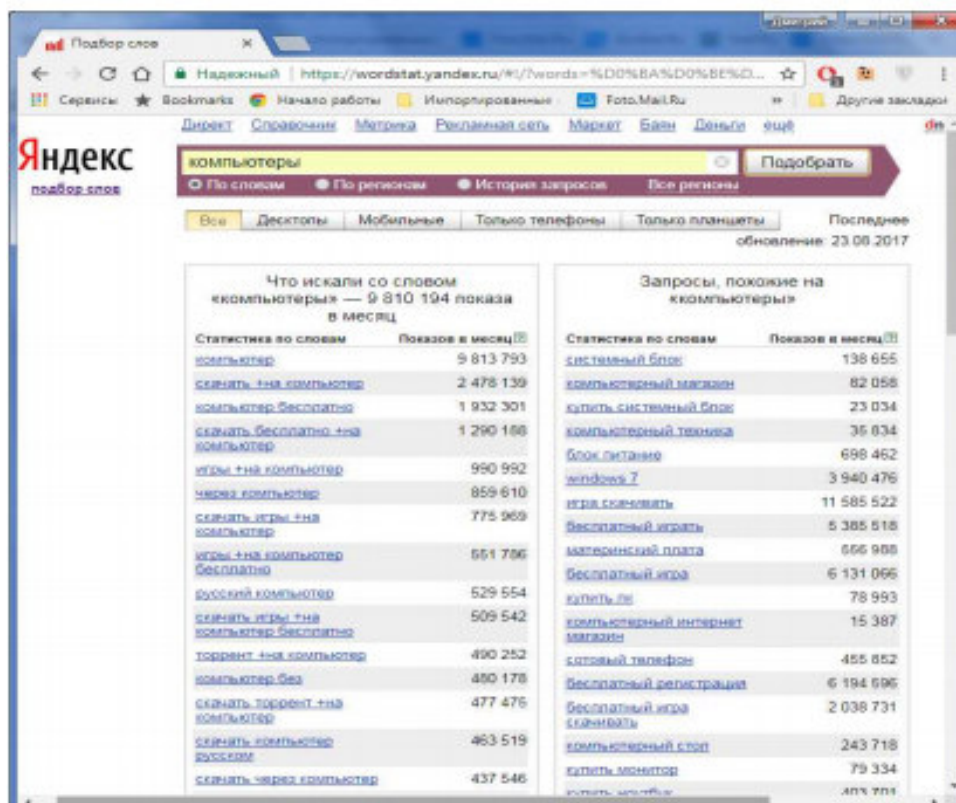 Дмитрий
Подбор слов
Надежный | https://wordstat.yandex.ru/#!/?words=%D0%BA%D0%BE%D...
Сервисы Bookmarks Начало работы Импортированные Foto.Mail.Ru Другие закладки
Директ Справочник Метрика Рекламная сеть Маркет Баян Деньги ещё dm
Яндекс
подбор слов
компьютеры Подобрать
По словам По регионам История запросов Все регионы
Все Десктопы Мобильные Только телефоны Только планшеты Последнее
обновление: 23.08.2017
Что искали со словом
«компьютеры» — 9 810 194 показа
в месяц
Статистика по словам Показов в месяц
компьютер 9 813 793
скачать +на компьютер 2 478 139
компьютер бесплатно 1 932 301
скачать бесплатно +на 1 290 188
компьютер
игры +на компьютер 990 992
через компьютер 859 610
скачать игры +на 775 969
компьютер
игры +на компьютер 551 786
бесплатно
русский компьютер 529 554
скачать игры +на 509 542
компьютер бесплатно
торрент +на компьютер 490 252
компьютер без 480 178
скачать торрент +на 477 476
компьютер
скачать компьютер 463 519
русском
скачать через компьютер 437 546
Запросы, похожие на
«компьютеры»
Статистика по словам Показов в месяц
системный блок 138 655
компьютерный магазин 82 058
купить системный блок 23 034
компьютерный техника 35 834
блок питание 698 462
windows 7 3 940 476
игра скачивать 11 585 522
бесплатный играть 5 385 518
материнский плата 556 988
бесплатный игра 6 131 066
купить пк 78 993
компьютерный интернет 15 387
магазин
сотовый телефон 455 852
бесплатный регистрация 6 194 596
бесплатный игра 2 038 731
скачивать
компьютерный стол 243 718
купить монитор 79 334
купить ноутбук 403 701